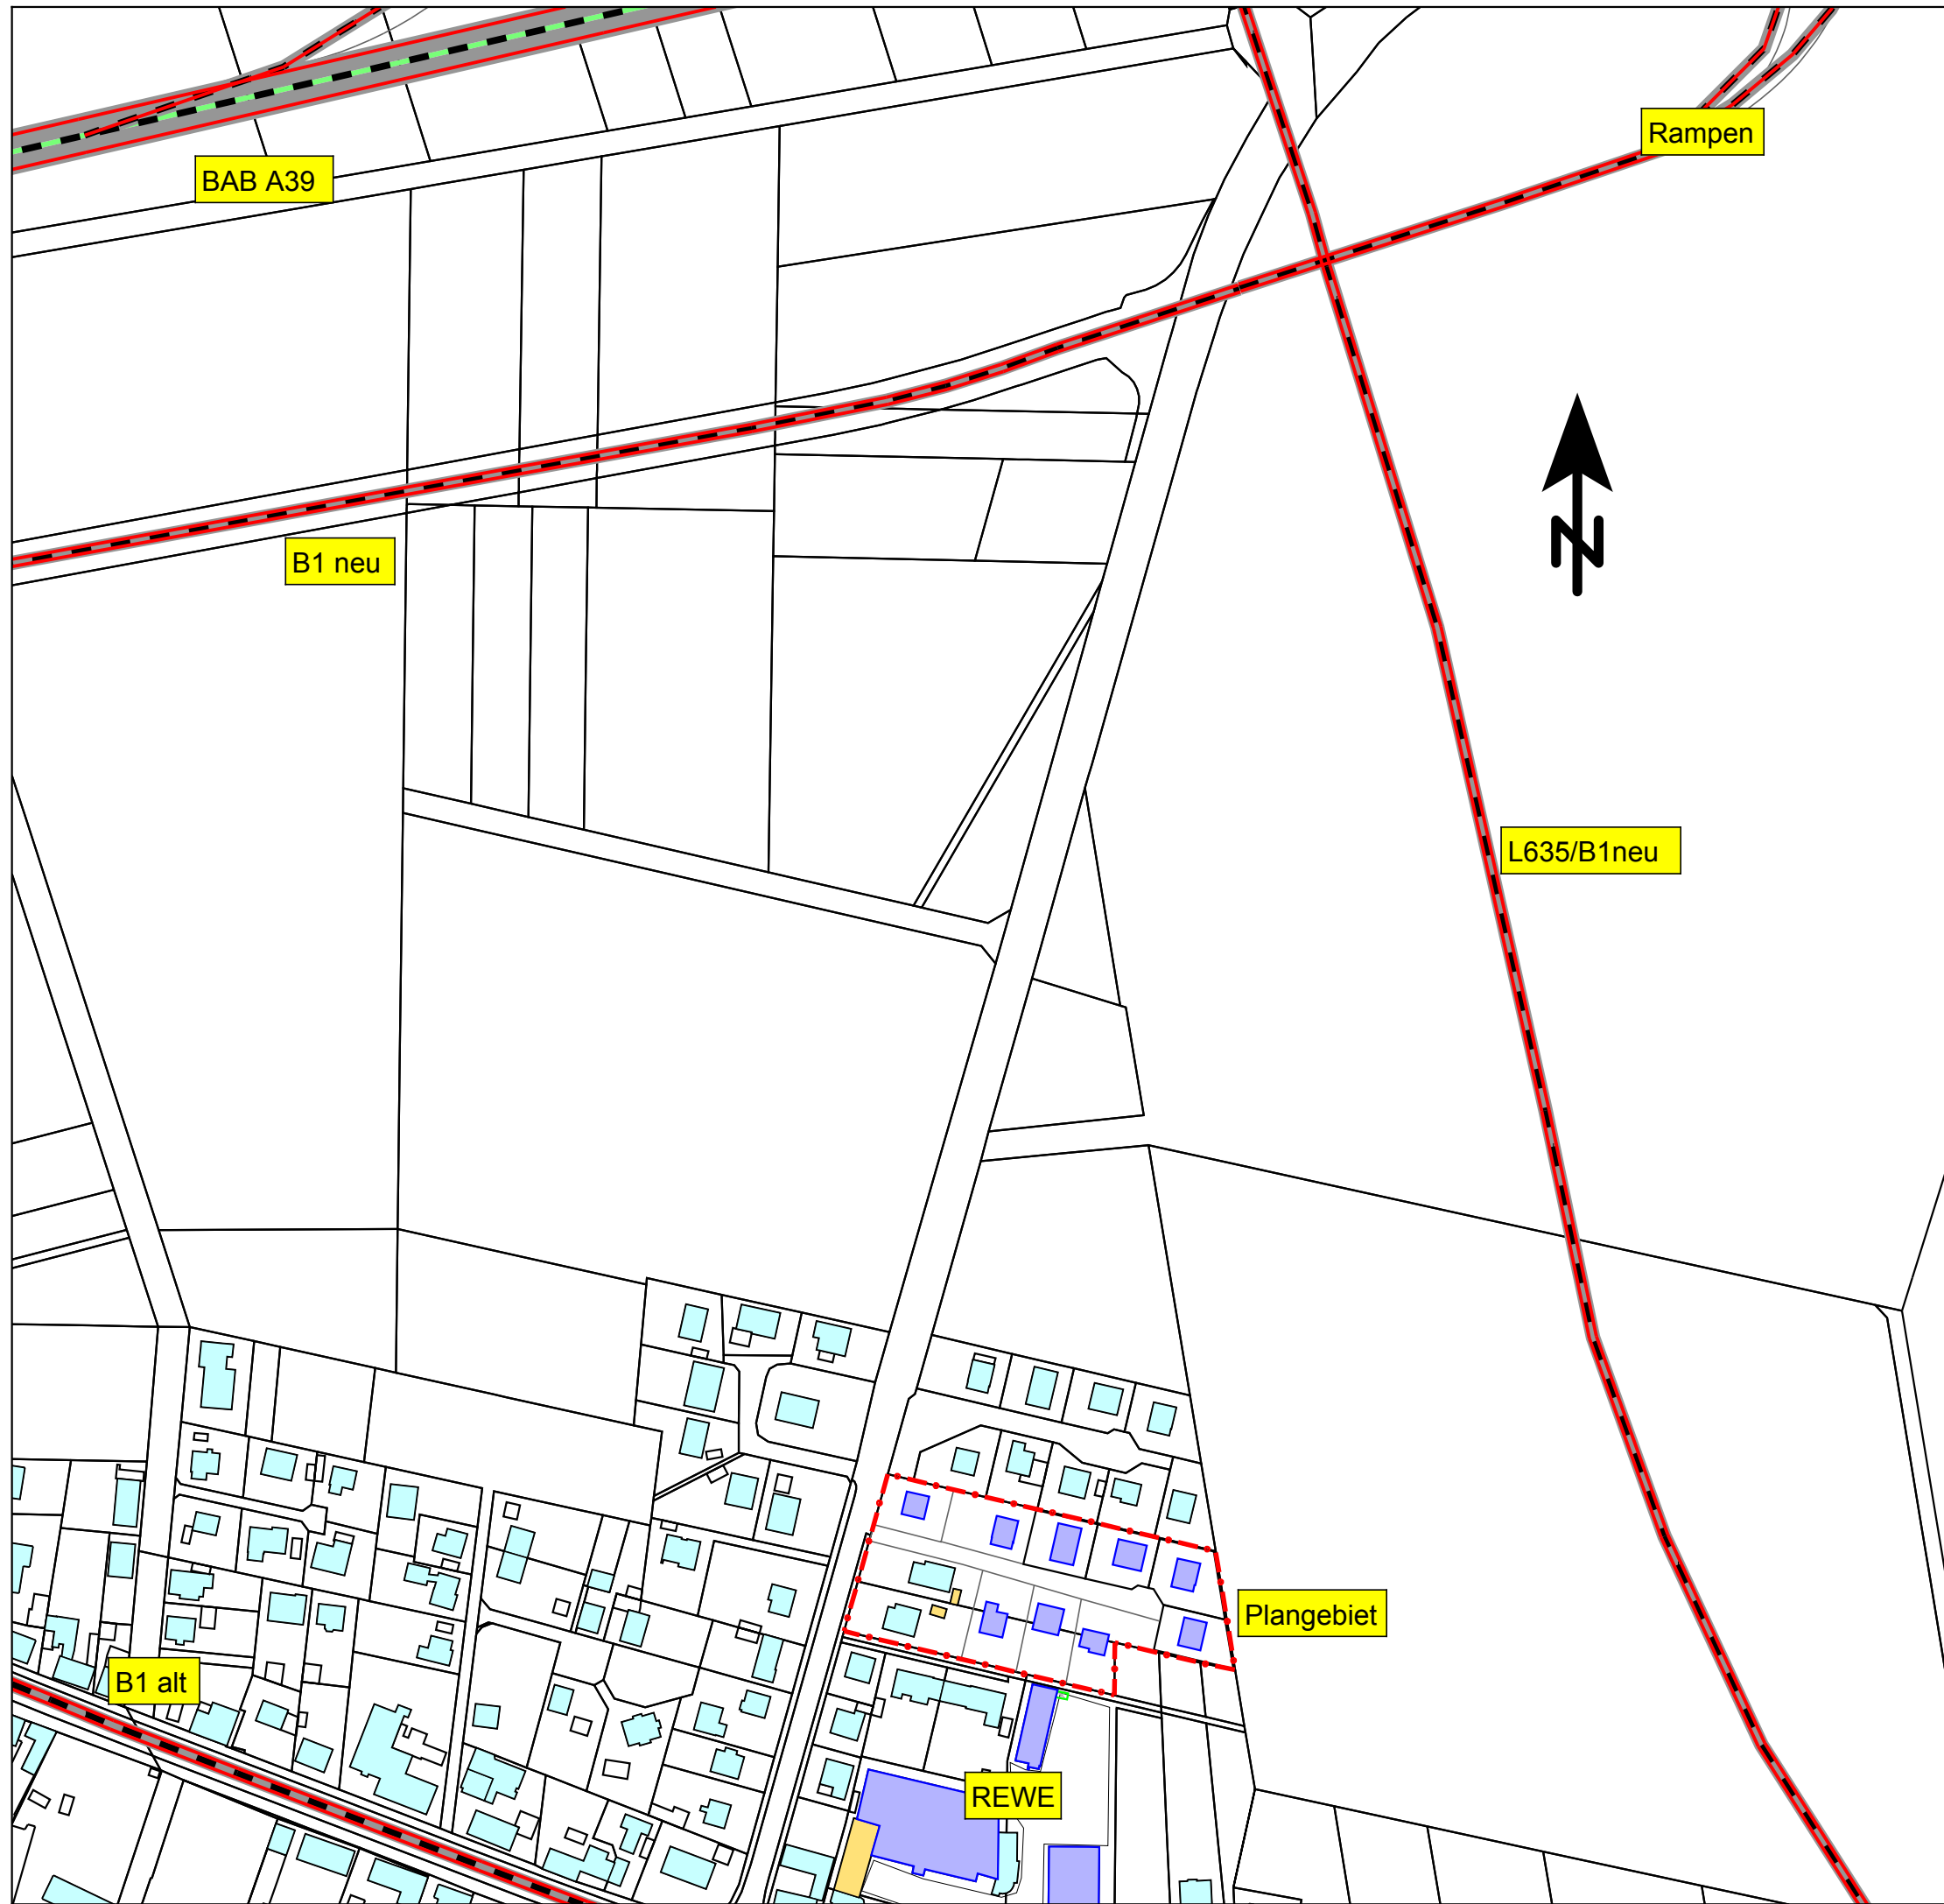 Rampen
BAB A39
B1 neu
N
L635/B1neu
Plangebiet
B1 alt
REWE